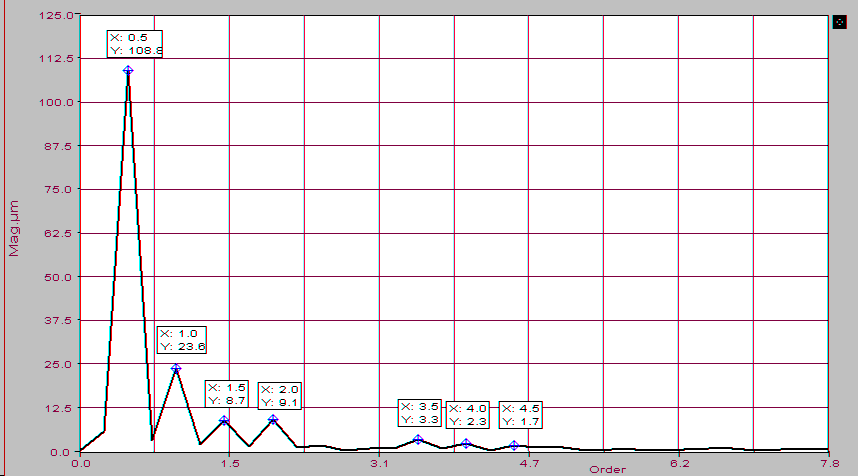 125.0
X: 0.5
Y: 108.8
112.5
100.0
87.5
75.0
Mag.µm
62.5
50.0
37.5
X: 1.0
Y: 23.6
25.0
X: 1.5
Y: 8.7
X: 2.0
Y: 9.1
X: 3.5
Y: 3.3
X: 4.0
Y: 2.3
X: 4.5
Y: 1.7
12.5
0.0
0.0 1.5 3.1 4.7 Order 6.2 7.8